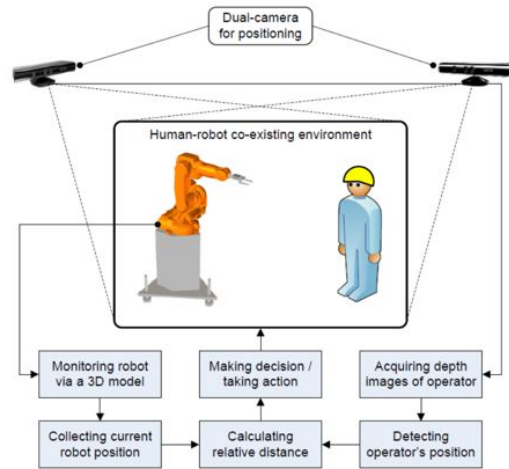 Dual-camera
for positioning
Human-robot co-existing environment
Monitoring robot
via a 3D model
Making decision /
taking action
Acquiring depth
images of operator
Collecting current
robot position
Calculating
relative distance
Detecting
operator's position